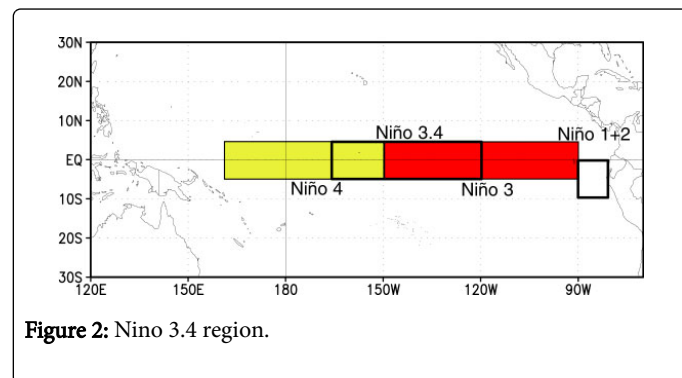 30N
20N
10N
Niño 3.4
Niño 1+2
EQ
Niño 4
Niño 3
10S
20S
30S
120E 150E 180 150W 120W 90W
Figure 2: Nino 3.4 region.